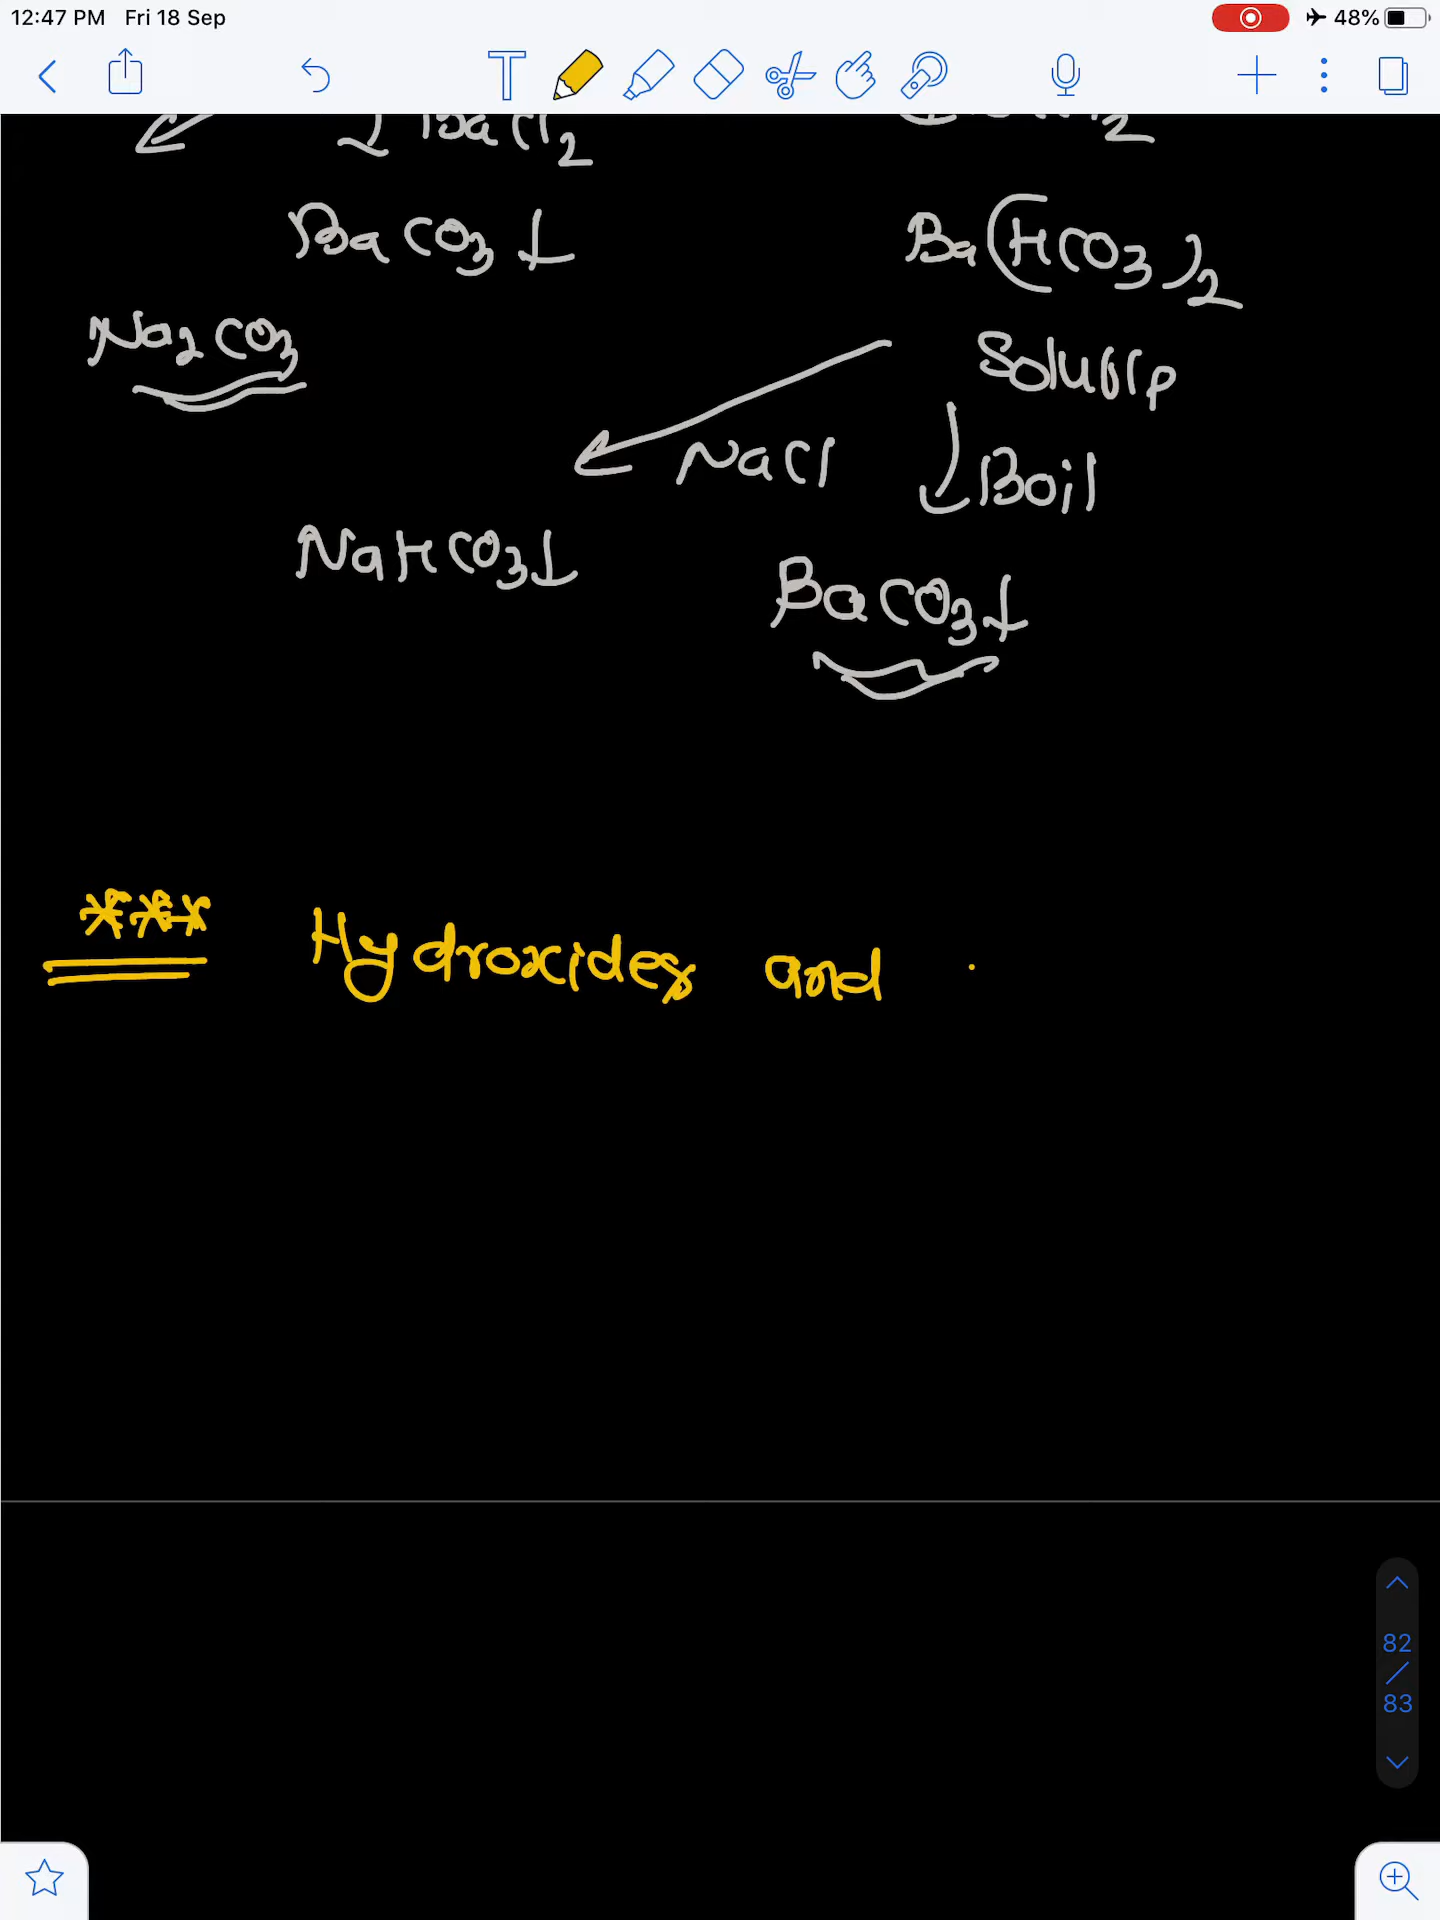 12:47 PM Fri 18 Sep 48%
T
BaCl2
BaCO3↓ Ba(HCO3)2
Na2CO3 Soluble
NaCl Boil
NaHCO3↓ BaCO3↓
*** Hydroxides and
82
/
83